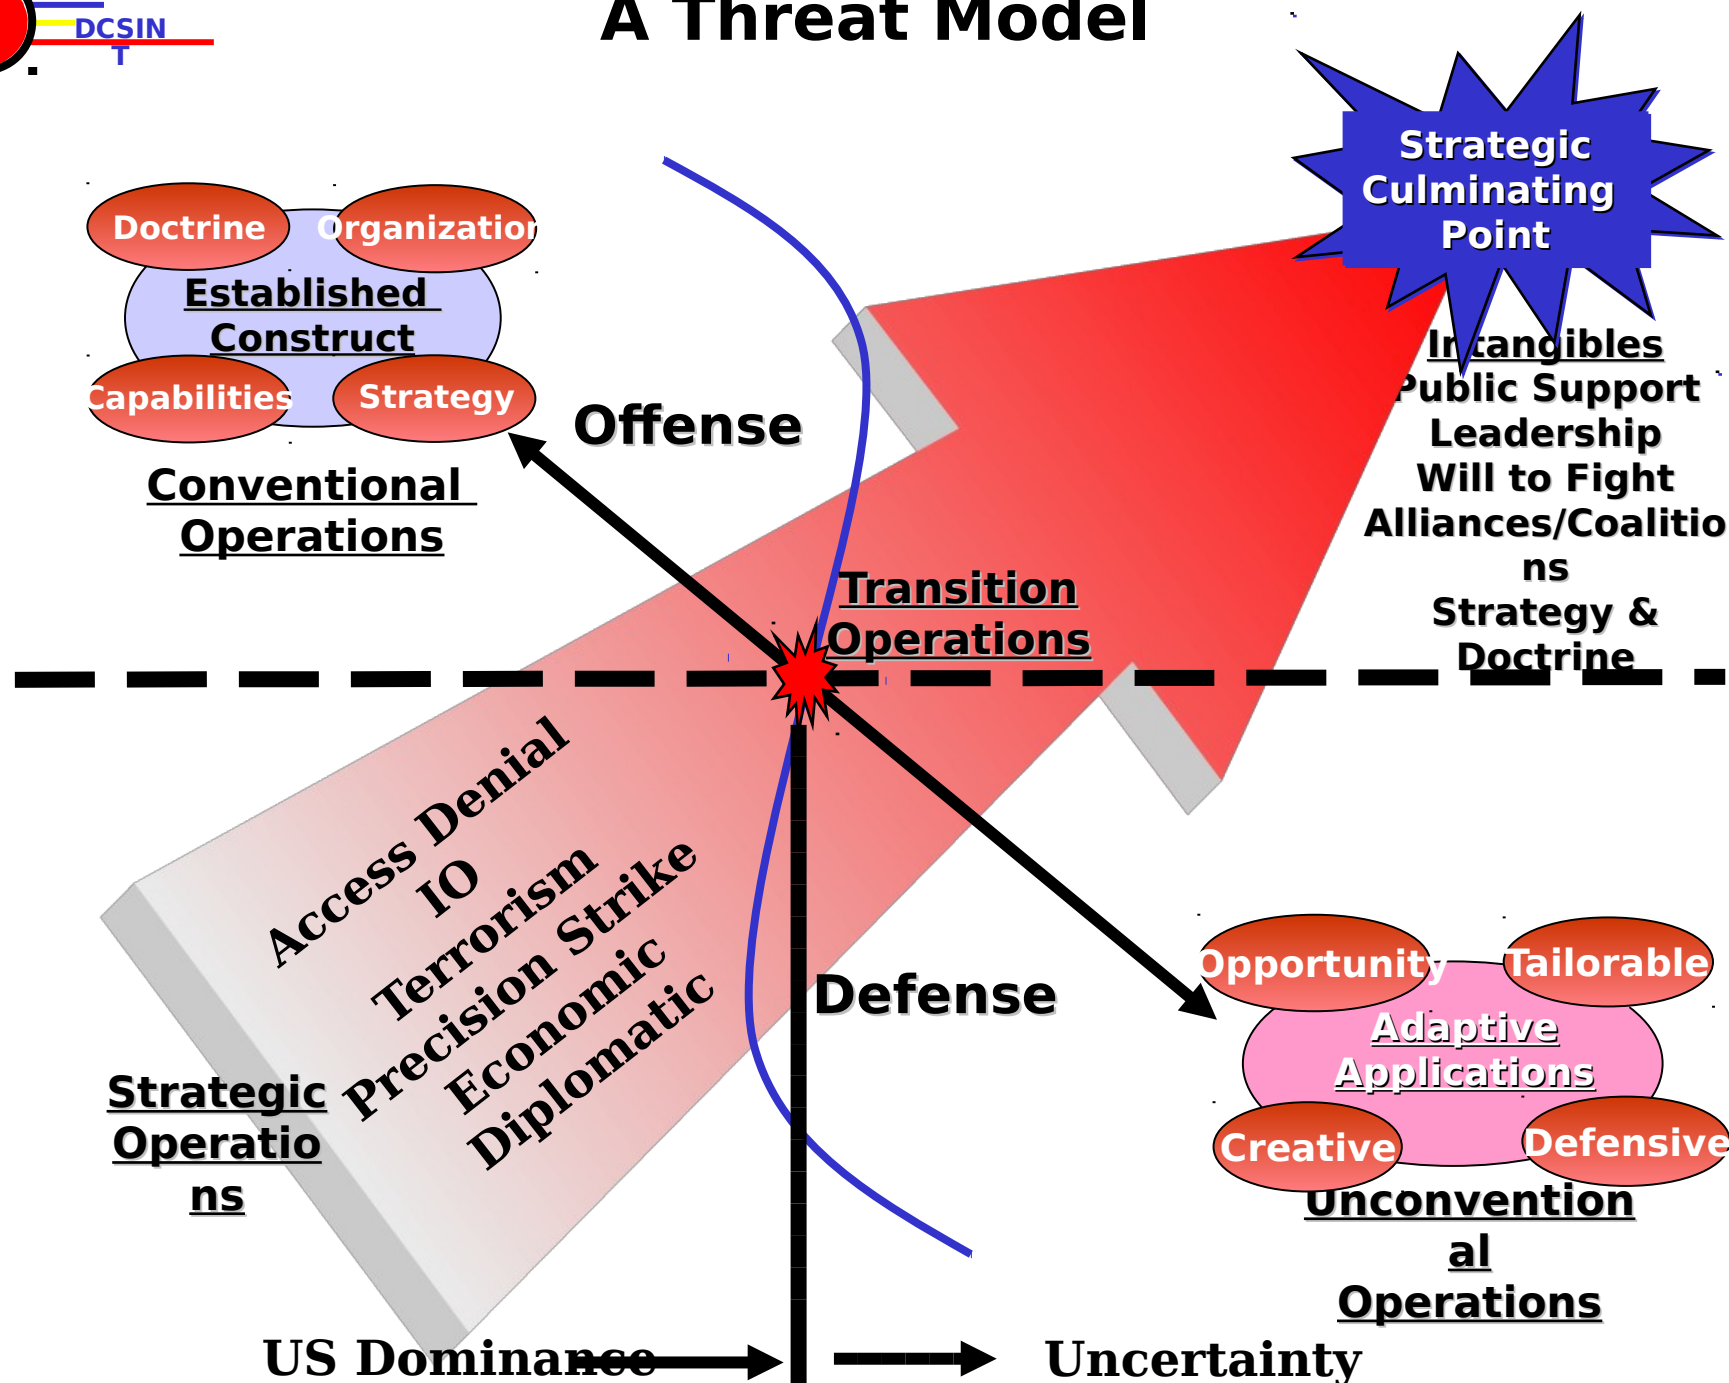 DCSIN
T
A Threat Model
Strategic
Culminating
Point
Doctrine
Organization
Established
Construct
Capabilities
Strategy
Conventional
Operations
Offense
Intangibles
Public Support
Leadership
Will to Fight
Alliances/Coalitio
ns
Strategy &
Doctrine
Transition
Operations
Access Denial
IO
Terrorism
Precision Strike
Economic
Diplomatic
Strategic
Operatio
ns
Defense
Opportunity
Tailorable
Adaptive
Applications
Creative
Defensive
Unconvention
al
Operations
US Dominance
Uncertainty